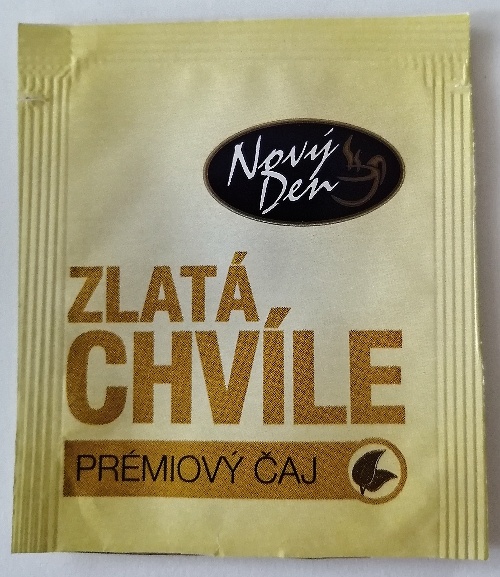 Nový
Den
ZLATÁ
CHVÍLE
PRÉMIOVÝ ČAJ